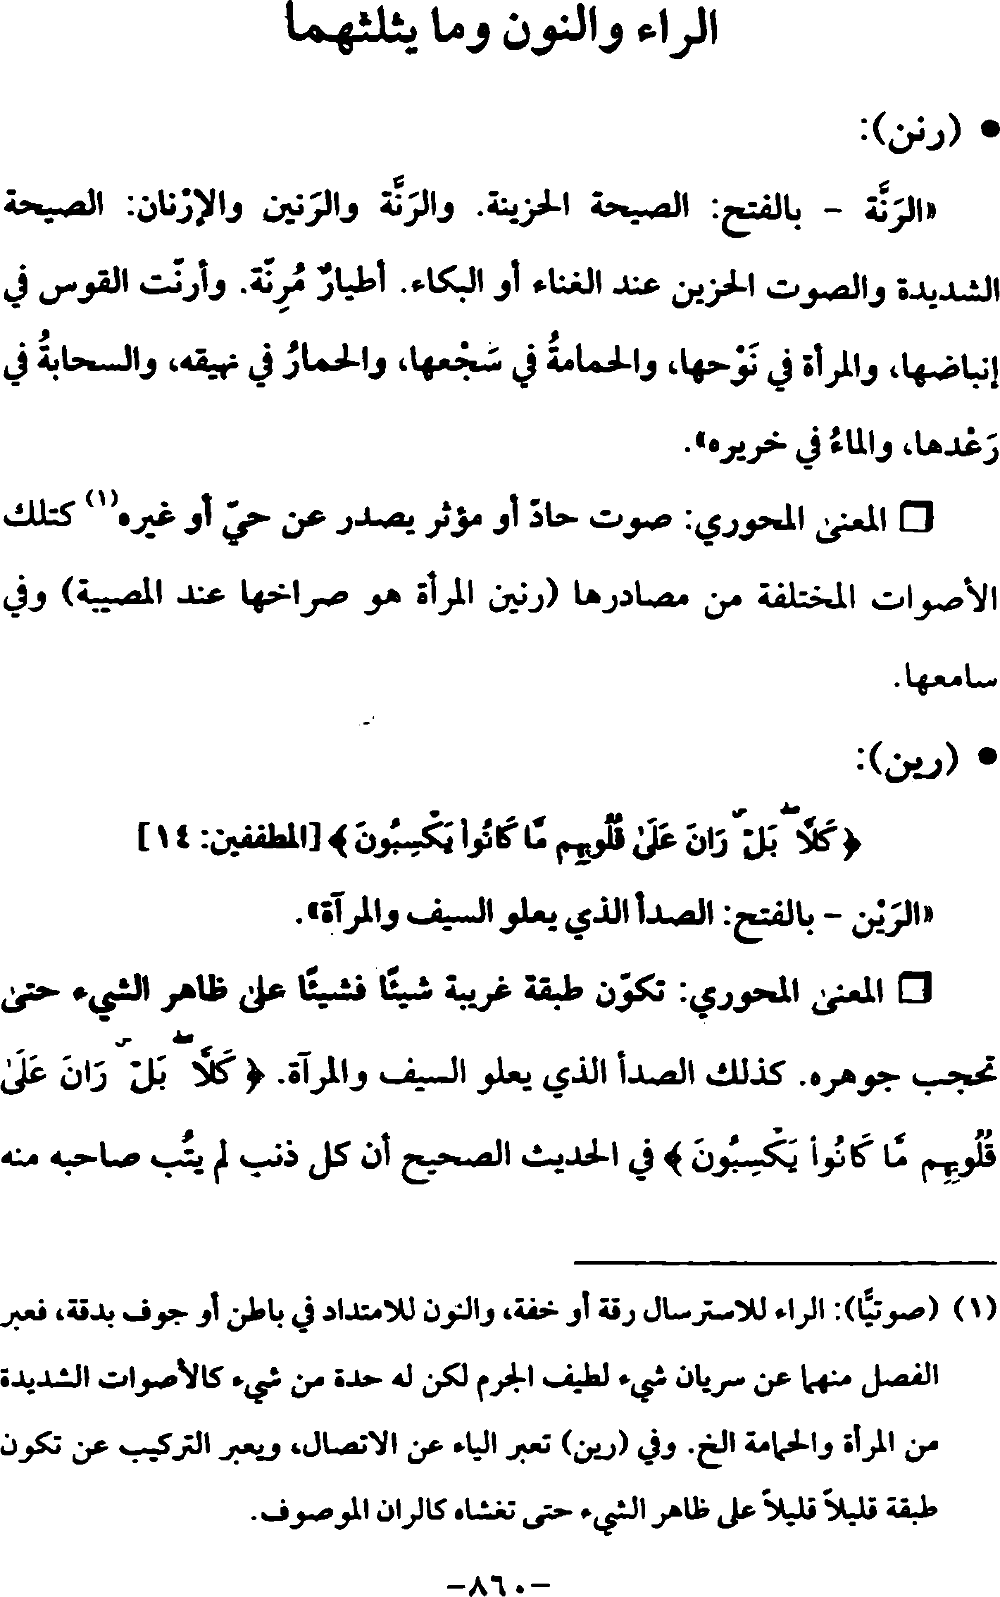 الراء والنون وما يثلثهما
• (رنن):
«الرَنَّة - بالفتح: الصيحة الحزينة. والرَنَّة والرَنين والإرْنان: الصيحة
الشديدة والصوت الحزين عند الغناء أو البكاء. أطيارٌ مُرِنّة. وأرنّت القوس في
إنباضها، والمرأة في نَوْحها، والحمامةُ في سَجْعها، والحمارُ في نهيقه، والسحابةُ في
رَعْدها، والماءُ في خريره».
□ المعنى المحوري: صوت حادّ أو مؤثر يصدر عن حيّ أو غيره(١) كتلك
الأصوات المختلفة من مصادرها (رنين المرأة هو صراخها عند المصيبة) وفي
سامعها.
• (رين):
﴿كَلَّا ۖ بَلْ ۜ رَانَ عَلَىٰ قُلُوبِهِم مَّا كَانُوا۟ يَكْسِبُونَ﴾ [المطففين: ١٤]
«الرَيْن - بالفتح: الصدأ الذي يعلو السيف والمرآة».
□ المعنى المحوري: تكوّن طبقة غريبة شيئًا فشيئًا على ظاهر الشيء حتى
تحجب جوهره. كذلك الصدأ الذي يعلو السيف والمرآة. ﴿كَلَّا ۖ بَلْ ۜ رَانَ عَلَىٰ
قُلُوبِهِم مَّا كَانُوا۟ يَكْسِبُونَ﴾ في الحديث الصحيح أن كل ذنب لم يتُب صاحبه منه
(١) (صوتيًّا): الراء للاسترسال رقة أو خفة، والنون للامتداد في باطن أو جوف بدقة، فعبر
الفصل منهما عن سريان شيء لطيف الجرم لكن له حدة من شيء كالأصوات الشديدة
من المرأة والحمامة الخ. وفي (رين) تعبر الياء عن الاتصال، ويعبر التركيب عن تكون
طبقة قليلاً قليلاً على ظاهر الشيء حتى تغشاه كالران الموصوف.
-٨٦٠-